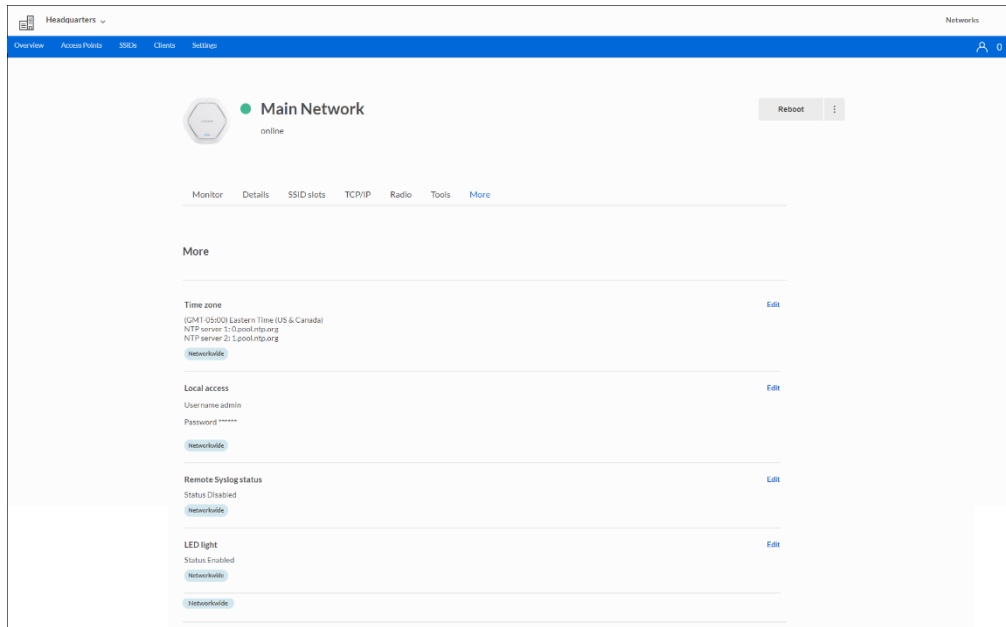 Headquarters
Networks
Overview Access Points SSIDs Clients Settings
0
Main Network
online
Reboot
Monitor Details SSID slots TCP/IP Radio Tools More
More
Time zone
Edit
(GMT-05:00) Eastern Time (US & Canada)
NTP server 1: 0.pool.ntp.org
NTP server 2: 1.pool.ntp.org
Networkwide
Local access
Edit
Username admin
Password ******
Networkwide
Remote Syslog status
Edit
Status Disabled
Networkwide
LED light
Edit
Status Enabled
Networkwide
Networkwide